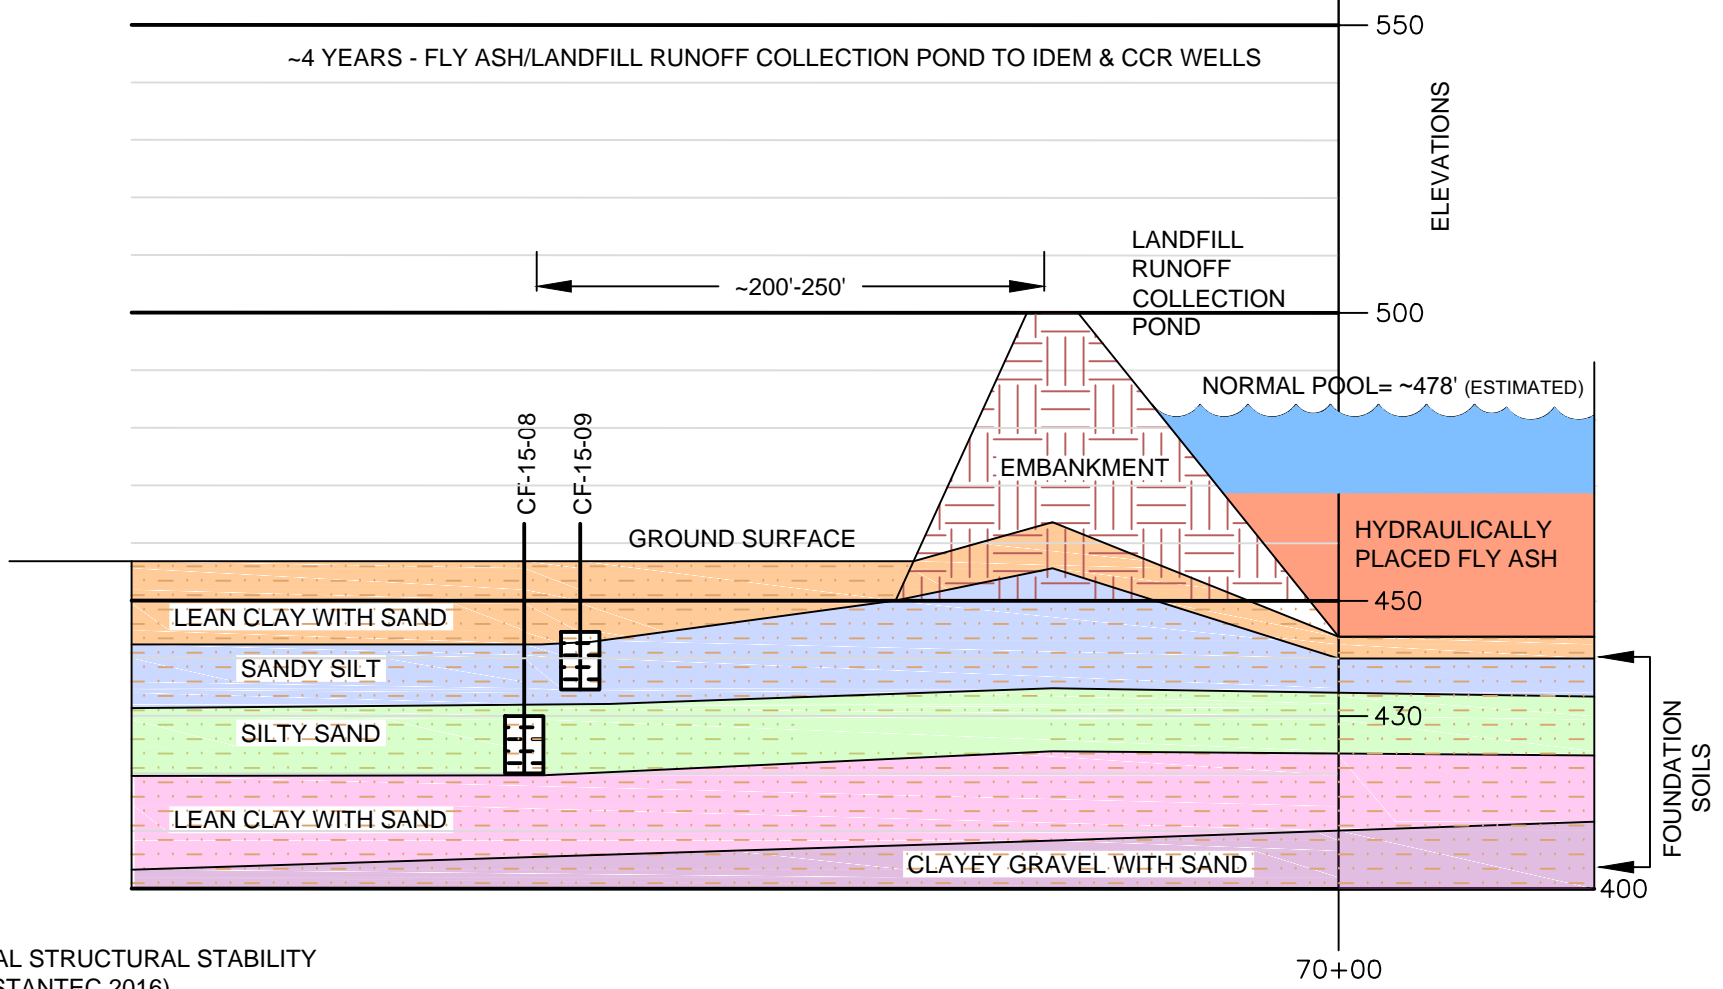 550
~4 YEARS - FLY ASH/LANDFILL RUNOFF COLLECTION POND TO IDEM & CCR WELLS
ELEVATIONS
LANDFILL
RUNOFF
COLLECTION
POND
~200'-250'
500
NORMAL POOL= ~478' (ESTIMATED)
CF-15-08
CF-15-09
EMBANKMENT
GROUND SURFACE
HYDRAULICALLY
PLACED FLY ASH
450
LEAN CLAY WITH SAND
SANDY SILT
430
SILTY SAND
FOUNDATION
SOILS
LEAN CLAY WITH SAND
CLAYEY GRAVEL WITH SAND
400
AL STRUCTURAL STABILITY
STANTEC 2016)
70+00